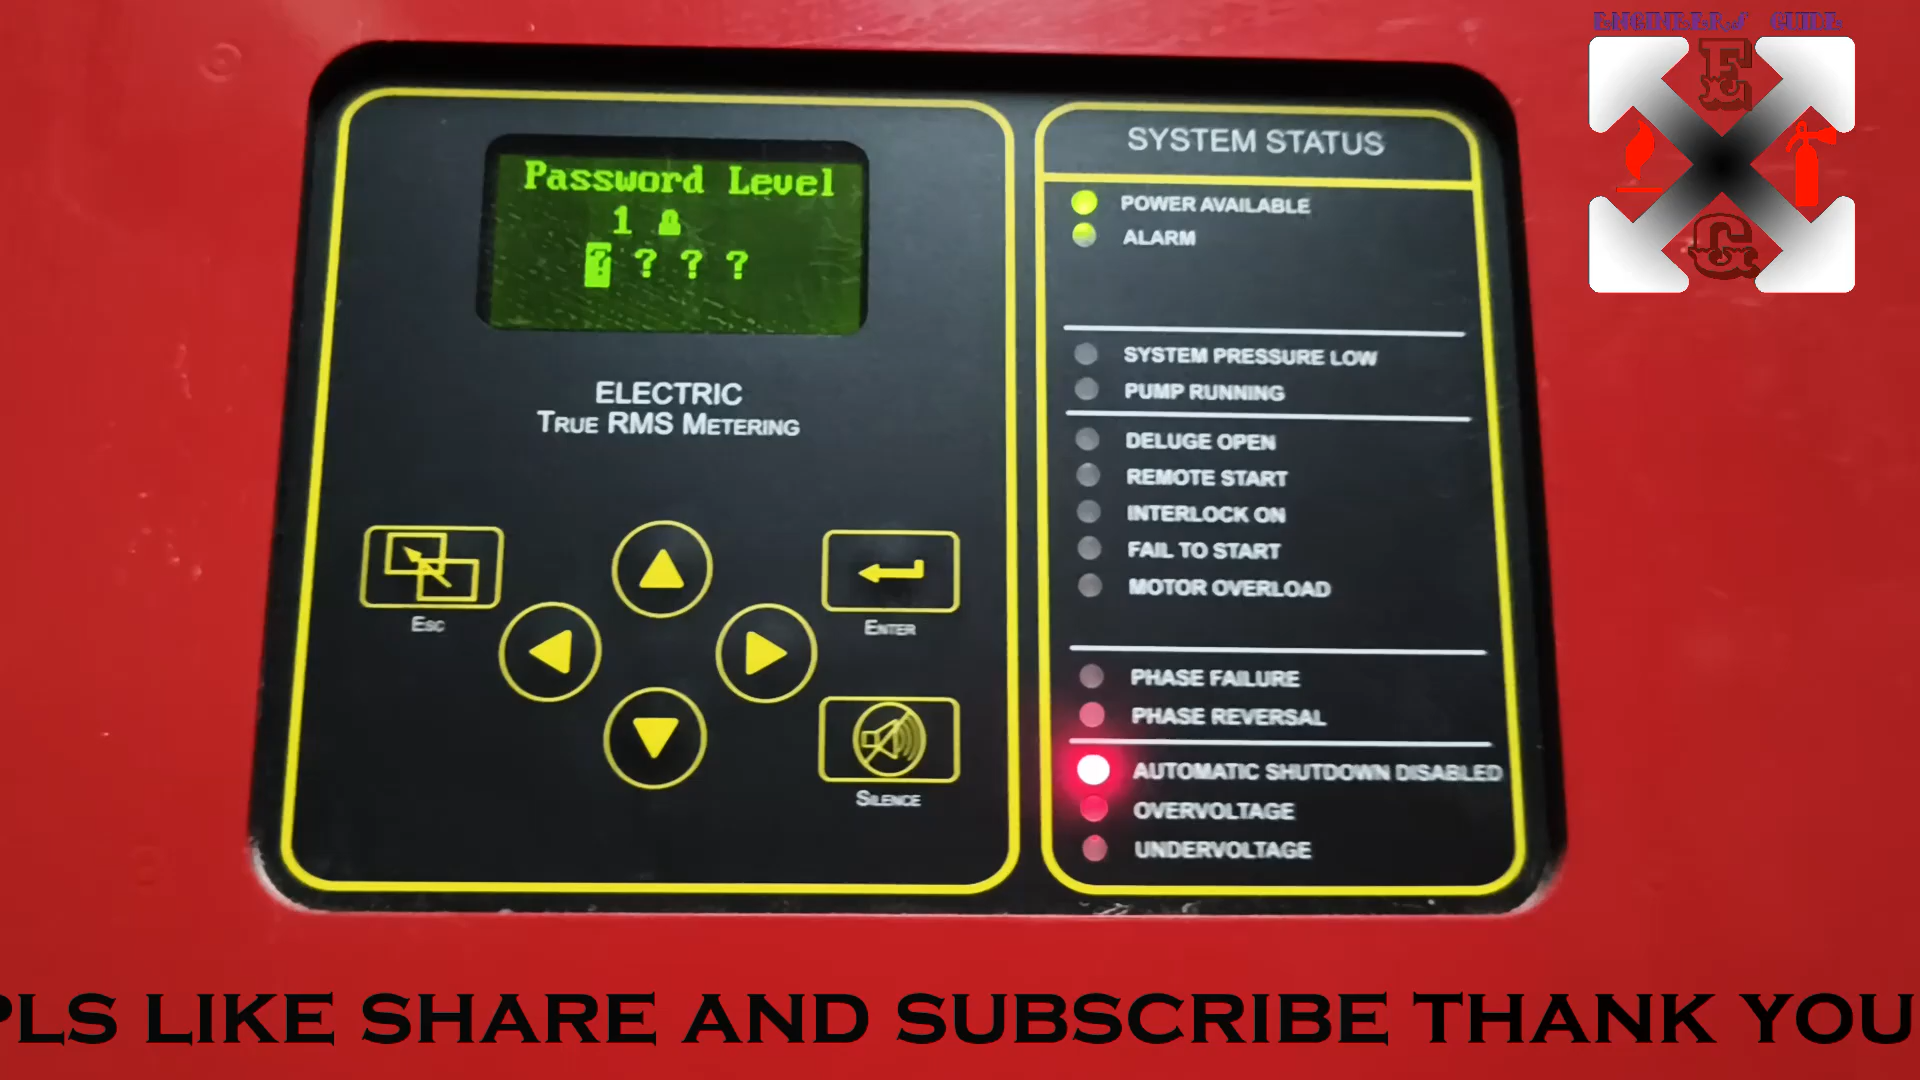 ENGINEERS GUIDE
E
G
Password Level
1
? ? ? ?
ELECTRIC
TRUE RMS METERING
ESC
ENTER
SILENCE
SYSTEM STATUS
POWER AVAILABLE
ALARM
SYSTEM PRESSURE LOW
PUMP RUNNING
DELUGE OPEN
REMOTE START
INTERLOCK ON
FAIL TO START
MOTOR OVERLOAD
PHASE FAILURE
PHASE REVERSAL
AUTOMATIC SHUTDOWN DISABLED
OVERVOLTAGE
UNDERVOLTAGE
PLS LIKE SHARE AND SUBSCRIBE THANK YOU